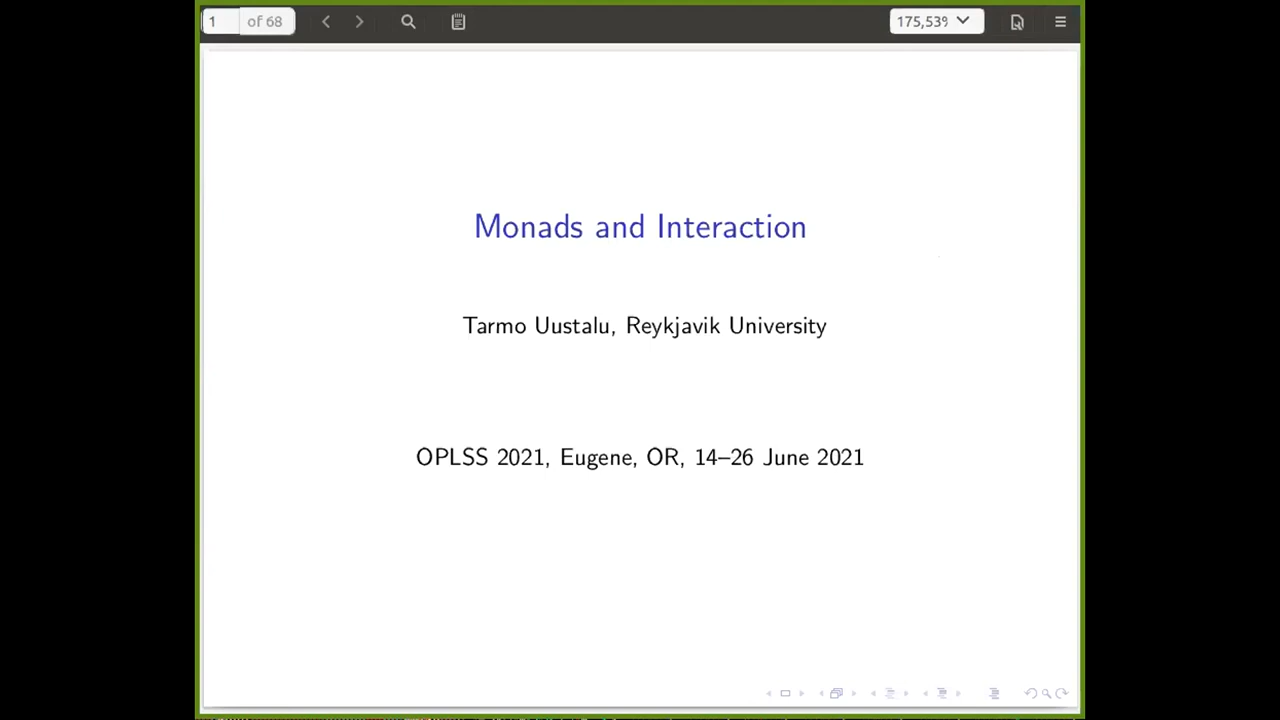 1 of 68 175,53%
Monads and Interaction
Tarmo Uustalu, Reykjavik University
OPLSS 2021, Eugene, OR, 14–26 June 2021